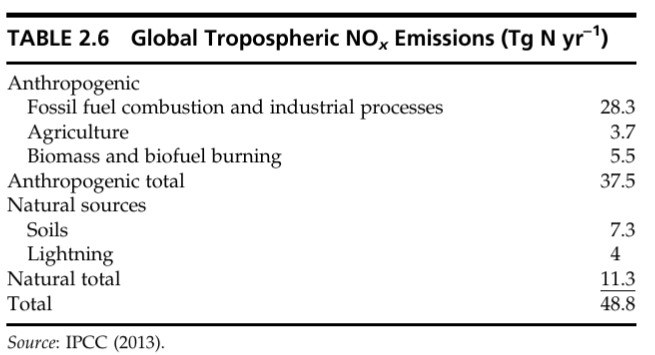 TABLE 2.6 Global Tropospheric NOx Emissions (Tg N yr−1)
Anthropogenic
Fossil fuel combustion and industrial processes 28.3
Agriculture 3.7
Biomass and biofuel burning 5.5
Anthropogenic total 37.5
Natural sources
Soils 7.3
Lightning 4
Natural total 11.3
Total 48.8
Source: IPCC (2013).